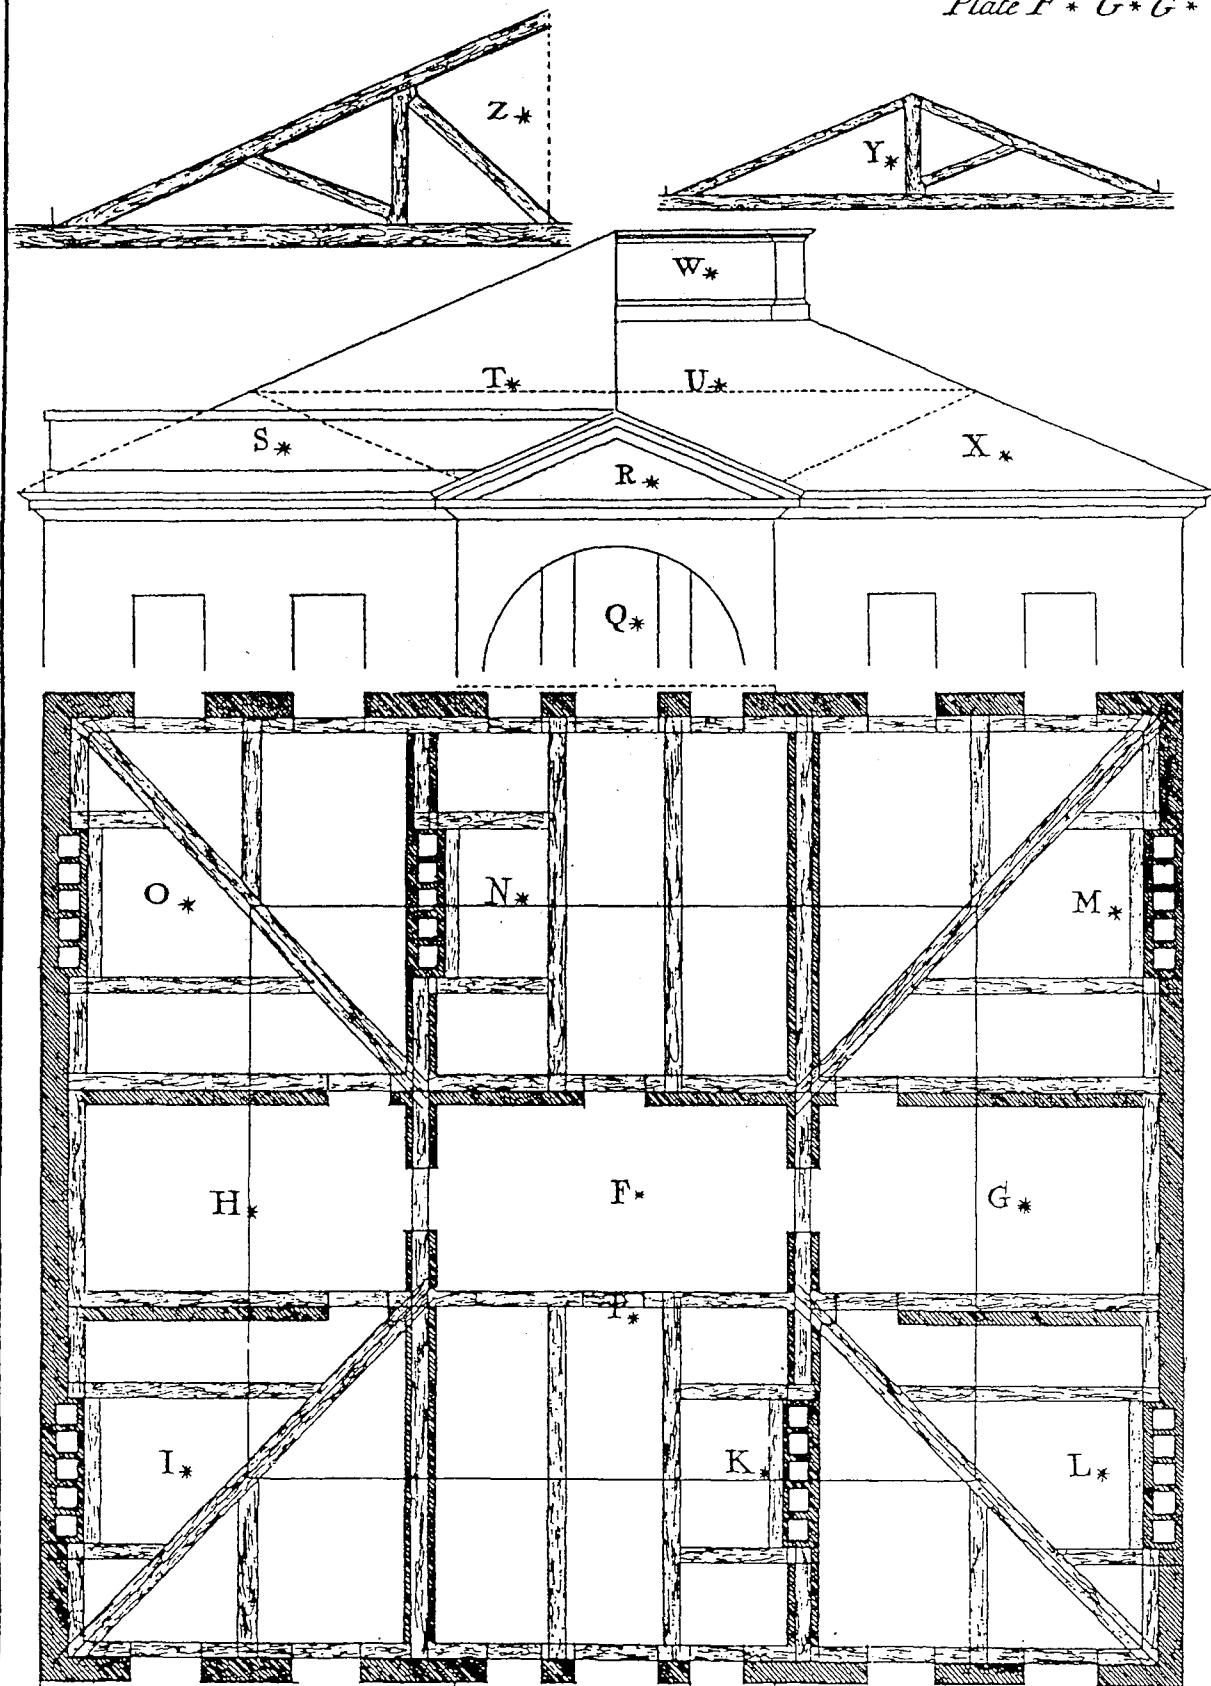 Plate F * G * G *
Z*
Y*
W*
T* U*
S* X*
R*
Q*
O* N* M*
H* F* G*
P*
I* K* L*